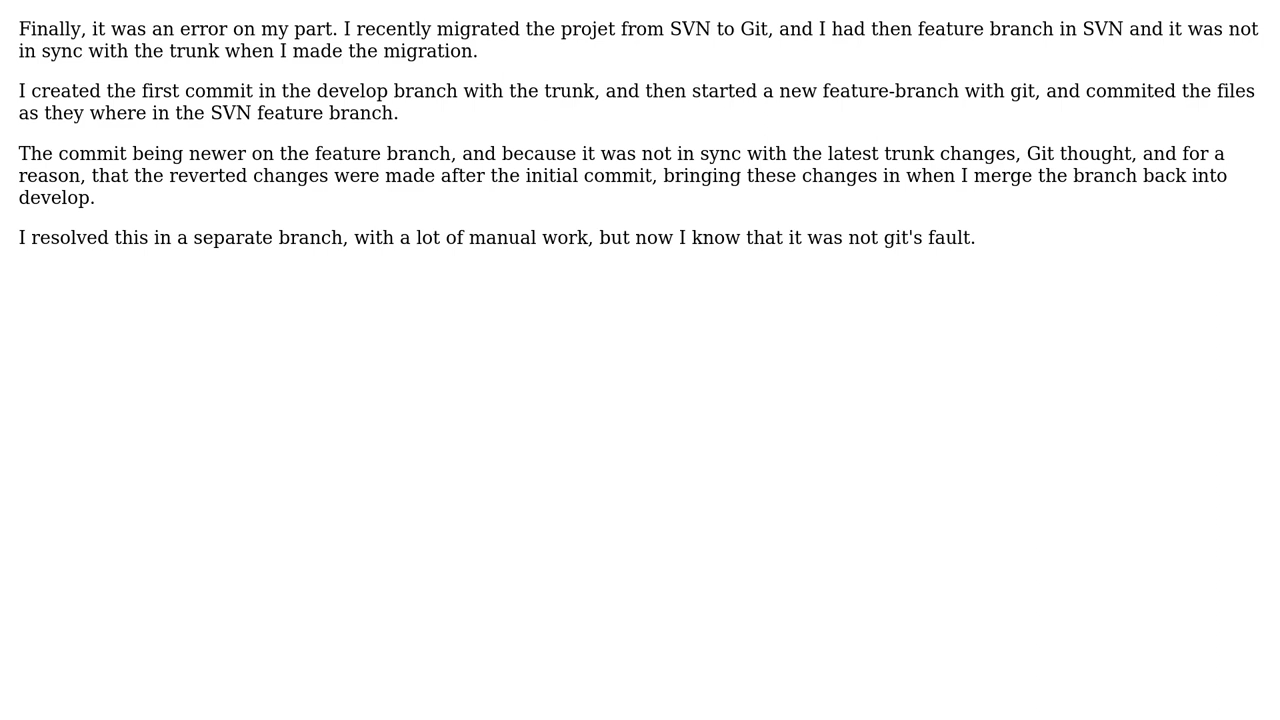 Finally, it was an error on my part. I recently migrated the projet from SVN to Git, and I had then feature branch in SVN and it was not
in sync with the trunk when I made the migration.
I created the first commit in the develop branch with the trunk, and then started a new feature-branch with git, and commited the files
as they where in the SVN feature branch.
The commit being newer on the feature branch, and because it was not in sync with the latest trunk changes, Git thought, and for a
reason, that the reverted changes were made after the initial commit, bringing these changes in when I merge the branch back into
develop.
I resolved this in a separate branch, with a lot of manual work, but now I know that it was not git's fault.